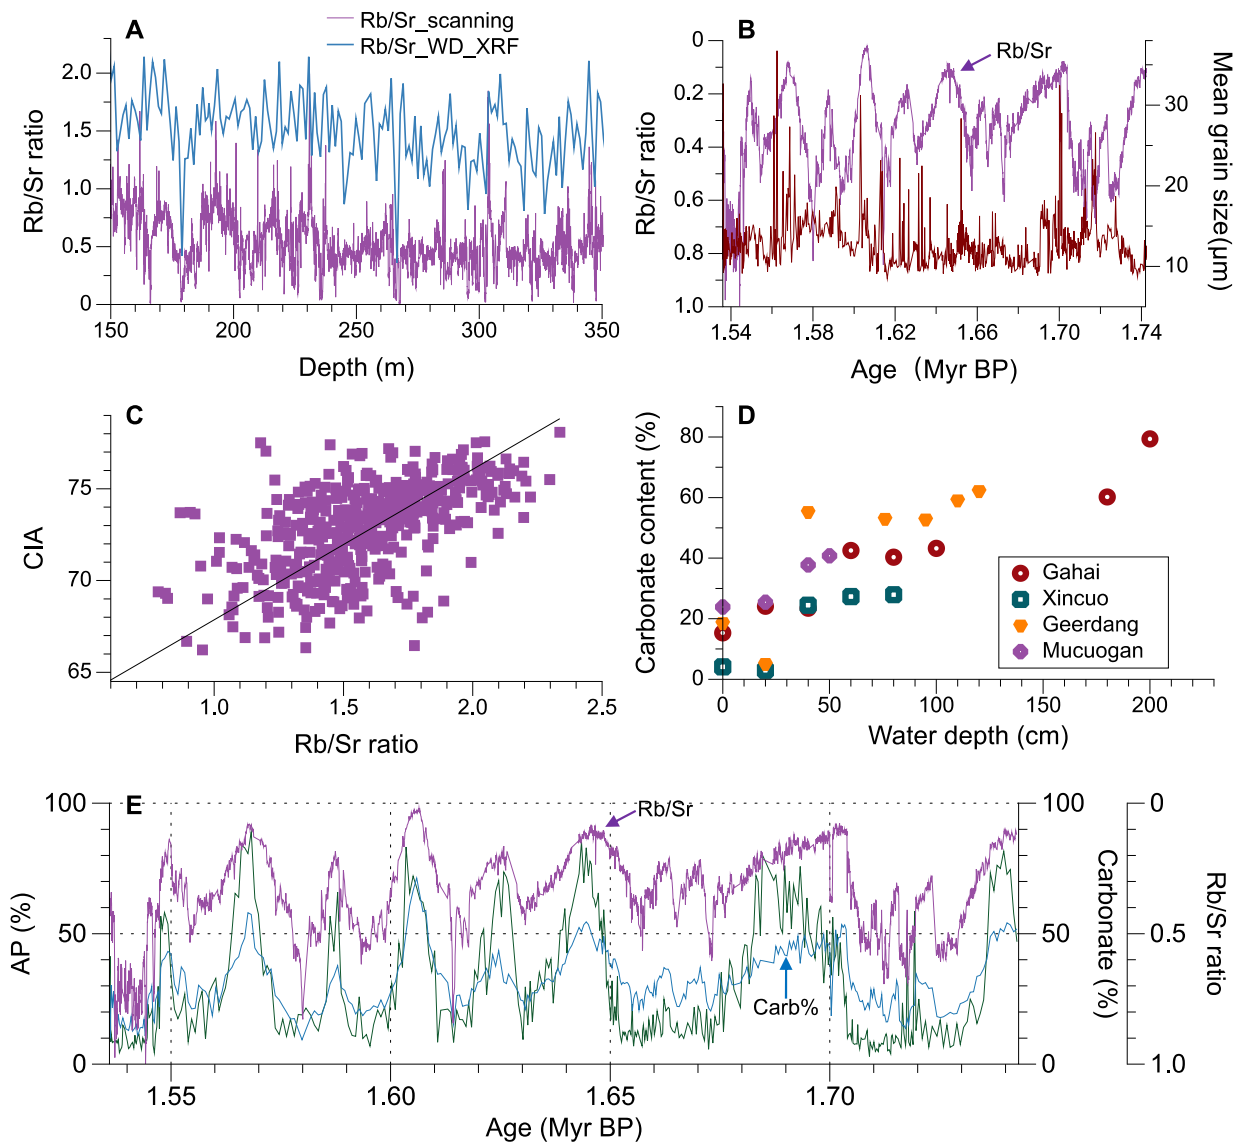 A
Rb/Sr_scanning
Rb/Sr_WD_XRF
2.0
1.5
1.0
0.5
0
Rb/Sr ratio
150
200
250
300
350
Depth (m)
B
Rb/Sr
0
0.2
0.4
0.6
0.8
1.0
Rb/Sr ratio
30
20
10
Mean grain size(μm)
1.54
1.58
1.62
1.66
1.70
1.74
Age (Myr BP)
C
75
70
65
CIA
1.0
1.5
2.0
2.5
Rb/Sr ratio
D
80
60
40
20
0
Carbonate content (%)
Gahai
Xincuo
Geerdang
Mucuogan
0
50
100
150
200
Water depth (cm)
E
Rb/Sr
Carb%
100
50
0
AP (%)
100
50
0
Carbonate (%)
0
0.5
1.0
Rb/Sr ratio
1.55
1.60
1.65
1.70
Age (Myr BP)